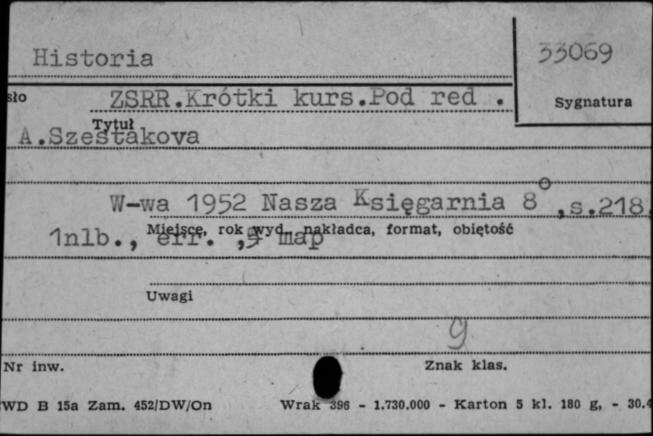 Historia
33069
sło
ZSRR.Krótki kurs.Pod red .
Sygnatura
Tytuł
A.Szestakova
W-wa 1952 Nasza Księgarnia 8°,s.218,
Miejsce, rok wyd., nakładca, format, objętość
1nlb., err. , map
Uwagi
9
Nr inw.
Znak klas.
WD B 15a Zam. 452/DW/On
Wrak 396 - 1.730.000 - Karton 5 kl. 180 g, - 30.4